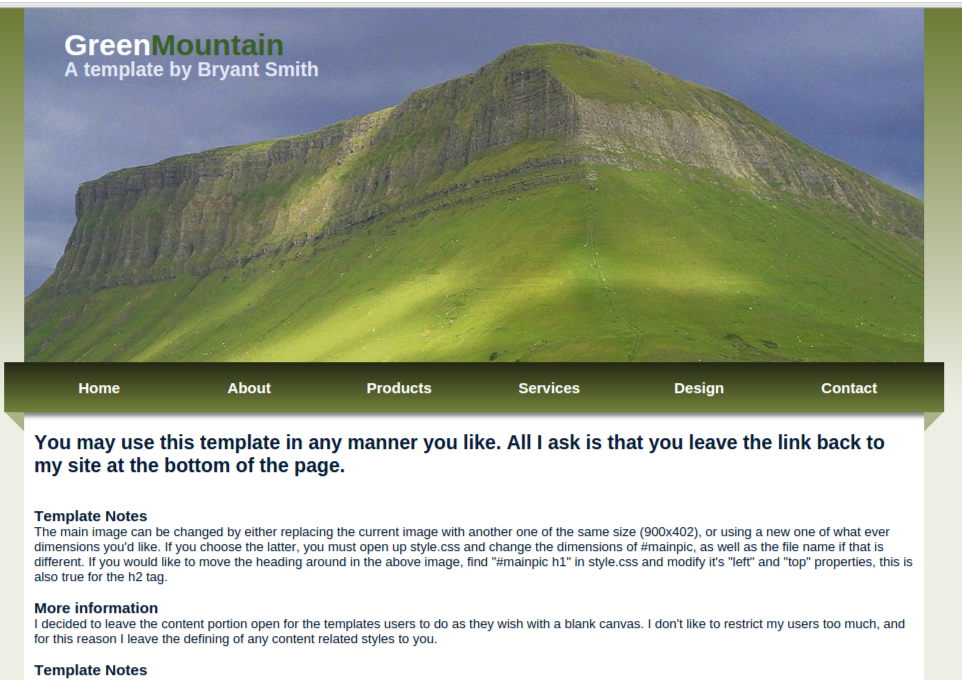 GreenMountain
A template by Bryant Smith
Home About Products Services Design Contact
You may use this template in any manner you like. All I ask is that you leave the link back to
my site at the bottom of the page.
Template Notes
The main image can be changed by either replacing the current image with another one of the same size (900x402), or using a new one of what ever
dimensions you'd like. If you choose the latter, you must open up style.css and change the dimensions of #mainpic, as well as the file name if that is
different. If you would like to move the heading around in the above image, find "#mainpic h1" in style.css and modify it's "left" and "top" properties, this is
also true for the h2 tag.
More information
I decided to leave the content portion open for the templates users to do as they wish with a blank canvas. I don't like to restrict my users too much, and
for this reason I leave the defining of any content related styles to you.
Template Notes